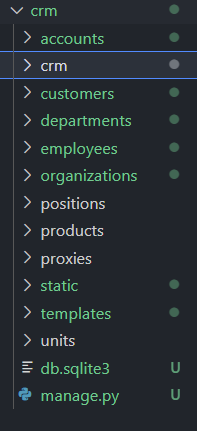 crm
accounts
crm
customers
departments
employees
organizations
positions
products
proxies
static
templates
units
db.sqlite3 U
manage.py U